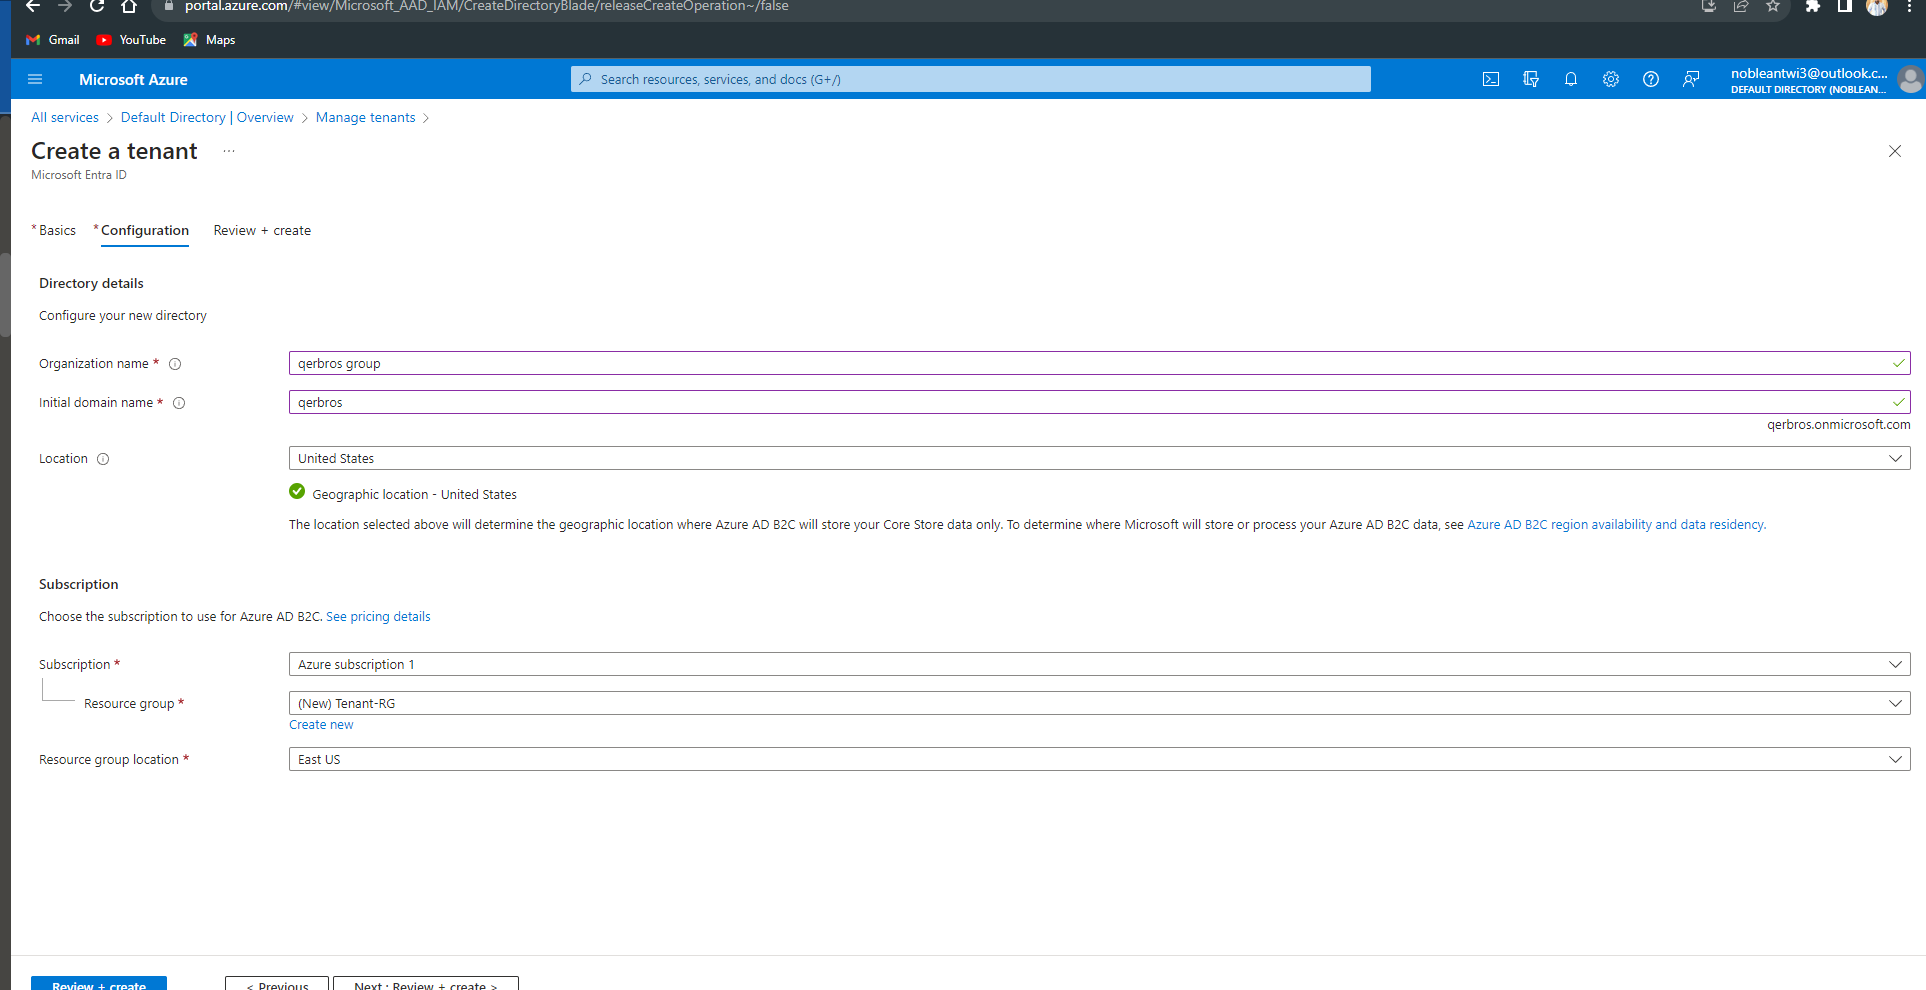 portal.azure.com/#view/Microsoft_AAD_IAM/CreateDirectoryBlade/releaseCreateOperation~/false
Gmail YouTube Maps
Microsoft Azure
Search resources, services, and docs (G+/)
nobleantwi3@outlook.c...
DEFAULT DIRECTORY (NOBLEAN...
All services > Default Directory | Overview > Manage tenants >
Create a tenant ...
Microsoft Entra ID
* Basics * Configuration Review + create
Directory details
Configure your new directory
Organization name * qerbros group
Initial domain name * qerbros
qerbros.onmicrosoft.com
Location United States
Geographic location - United States
The location selected above will determine the geographic location where Azure AD B2C will store your Core Store data only. To determine where Microsoft will store or process your Azure AD B2C data, see Azure AD B2C region availability and data residency.
Subscription
Choose the subscription to use for Azure AD B2C. See pricing details
Subscription * Azure subscription 1
Resource group * (New) Tenant-RG
Create new
Resource group location * East US
Review + create < Previous Next : Review + create >